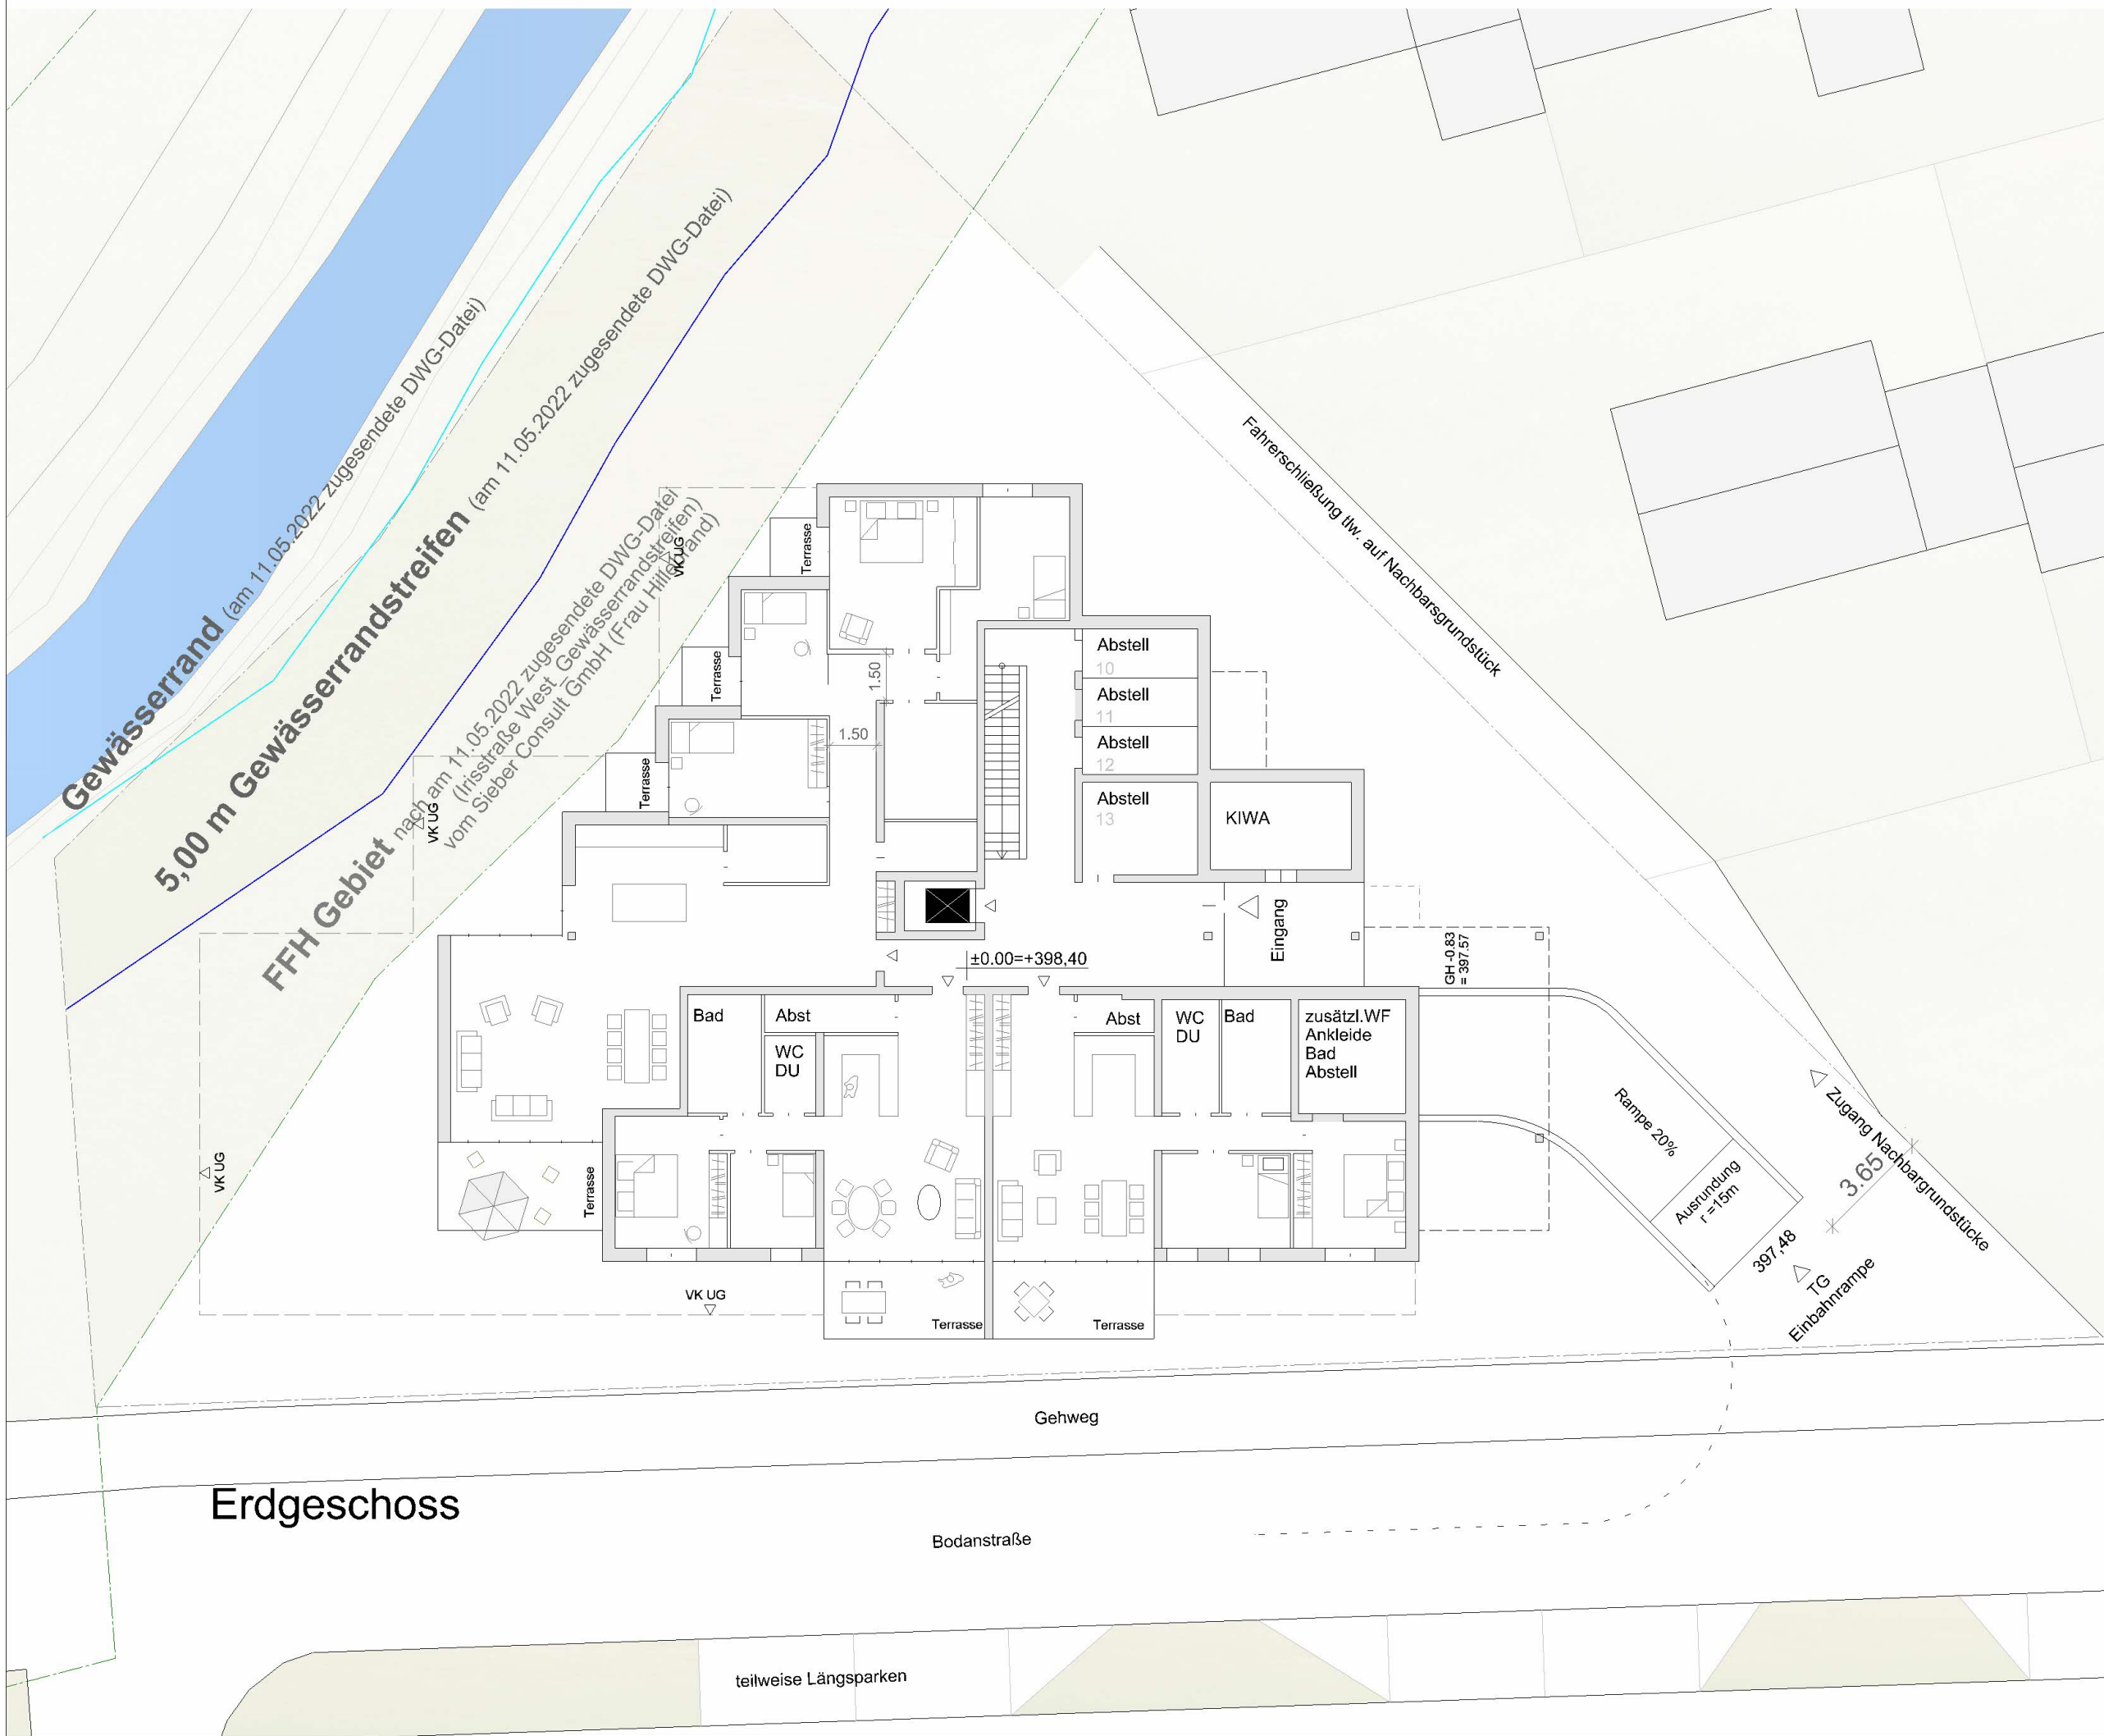 Gewässerrand (am 11.05.2022 zugesendete DWG-Datei)
5,00 m Gewässerrandstreifen (am 11.05.2022 zugesendete DWG-Datei)
FFH Gebiet nach am 11.05.2022 zugesendete DWG-Datei
(Irisstraße West_Gewässerrandstreifen)
vom Sieber Consult GmbH (Frau Hillebrand)
VK UG
VK UG
VK UG
VK UG
Fahrerschließung tlw. auf Nachbarsgrundstück
Terrasse
Terrasse
Terrasse
1.50
1.50
Abstell
10
Abstell
11
Abstell
12
Abstell
13
KIWA
Eingang
±0.00=+398,40
GH -0.83
= 397.57
Bad
Abst
WC
DU
Abst
WC
DU
Bad
zusätzl.WF
Ankleide
Bad
Abstell
Terrasse
Terrasse
Terrasse
Rampe 20%
Ausrundung
r =15m
Zugang Nachbargrundstücke
3.65
397,48
TG
Einbahnrampe
Gehweg
Erdgeschoss
Bodanstraße
teilweise Längsparken